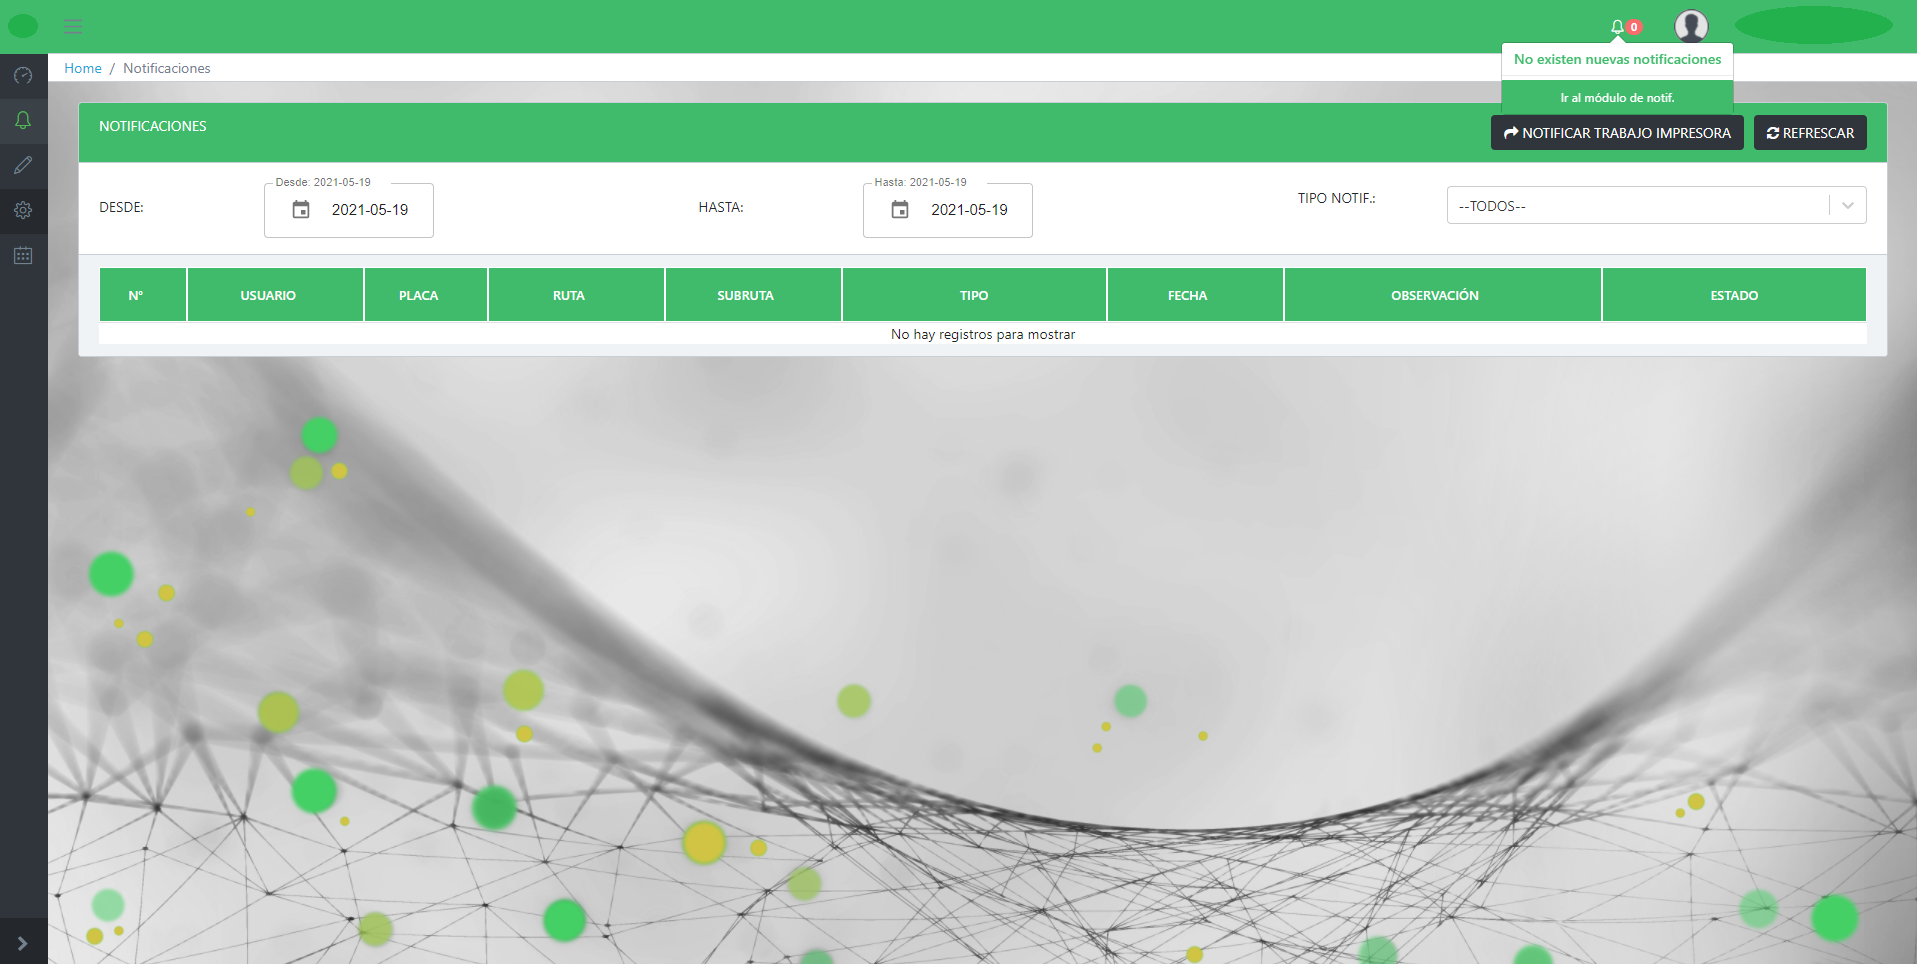 0
Home / Notificaciones
No existen nuevas notificaciones
Ir al módulo de notif.
NOTIFICACIONES
NOTIFICAR TRABAJO IMPRESORA
REFRESCAR
DESDE:
Desde: 2021-05-19
2021-05-19
HASTA:
Hasta: 2021-05-19
2021-05-19
TIPO NOTIF.:
--TODOS--
N° USUARIO PLACA RUTA SUBRUTA TIPO FECHA OBSERVACIÓN ESTADO
No hay registros para mostrar